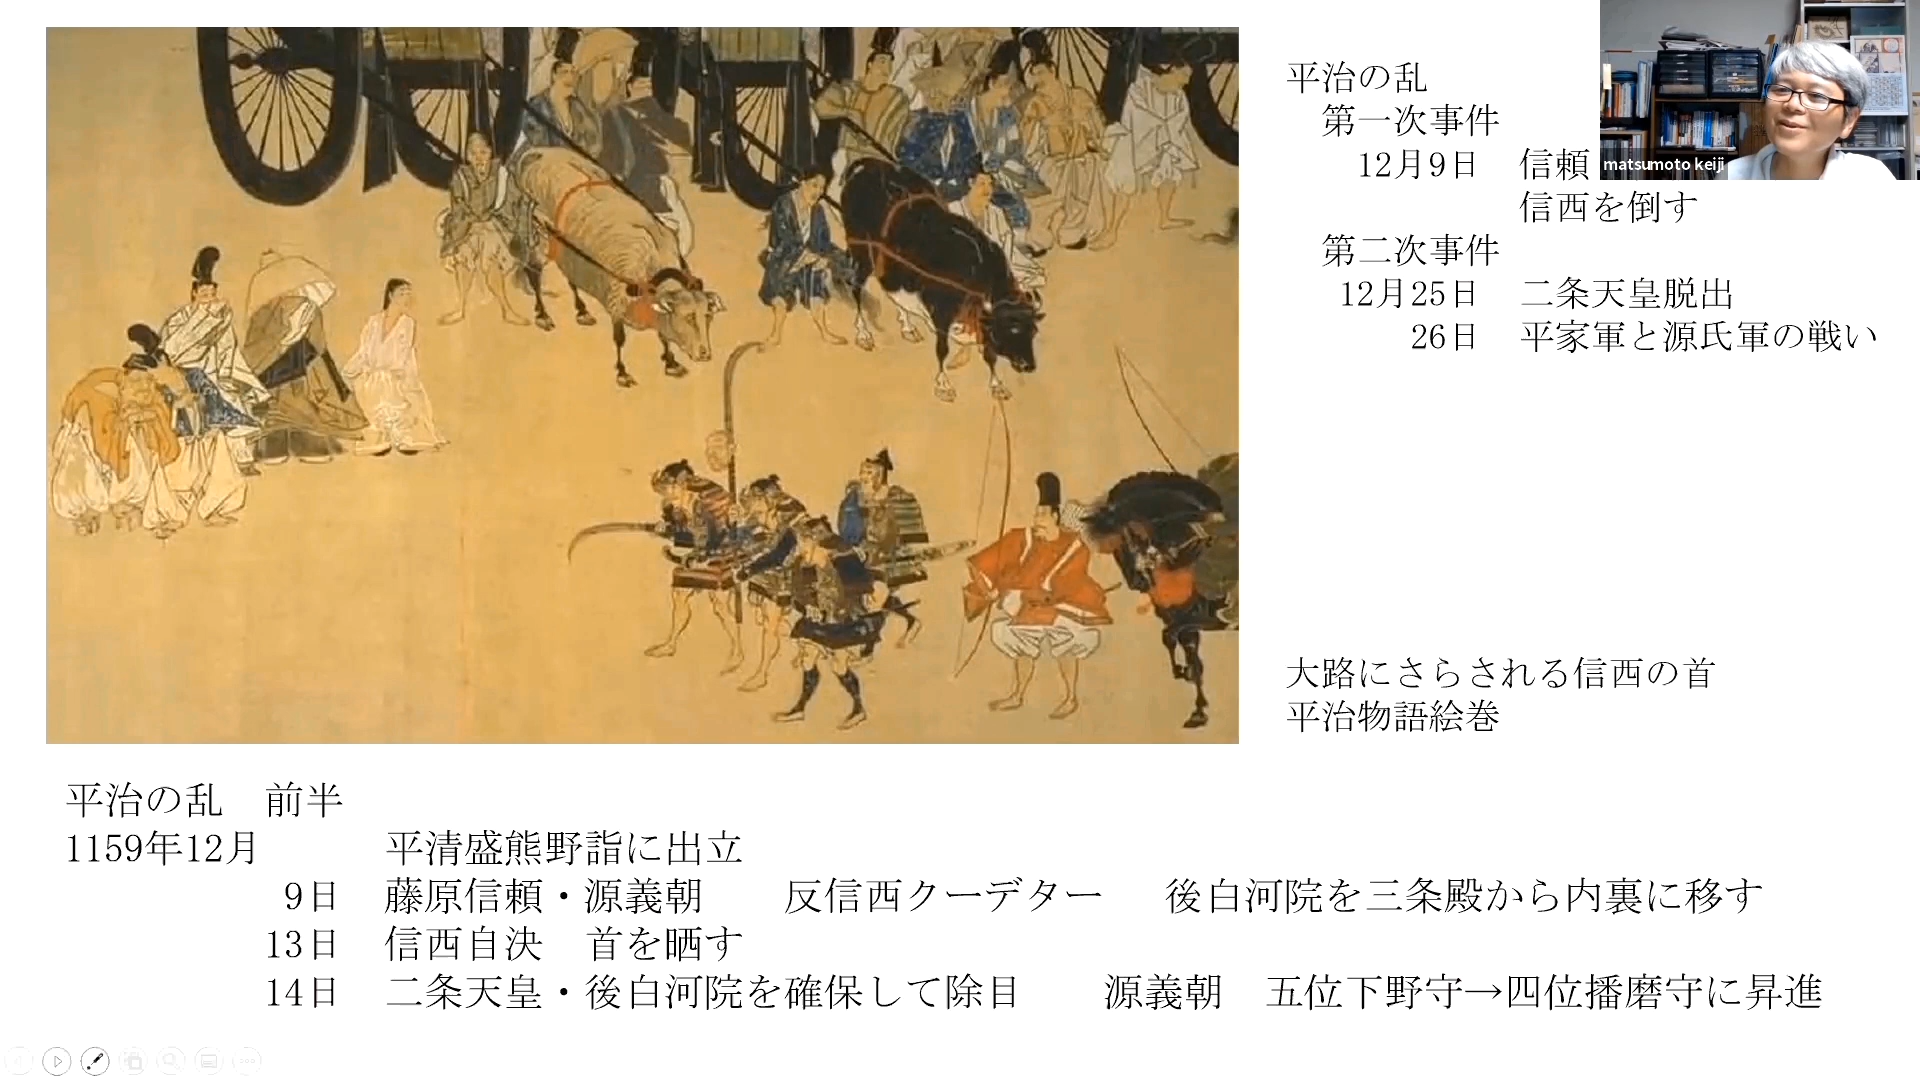 平治の乱
第一次事件
12月9日 信頼
信西を倒す
第二次事件
12月25日 二条天皇脱出
26日 平家軍と源氏軍の戦い
matsumoto keiji
大路にさらされる信西の首
平治物語絵巻
平治の乱 前半
1159年12月 平清盛熊野詣に出立
9日 藤原信頼・源義朝 反信西クーデター 後白河院を三条殿から内裏に移す
13日 信西自決 首を晒す
14日 二条天皇・後白河院を確保して除目 源義朝 五位下野守→四位播磨守に昇進